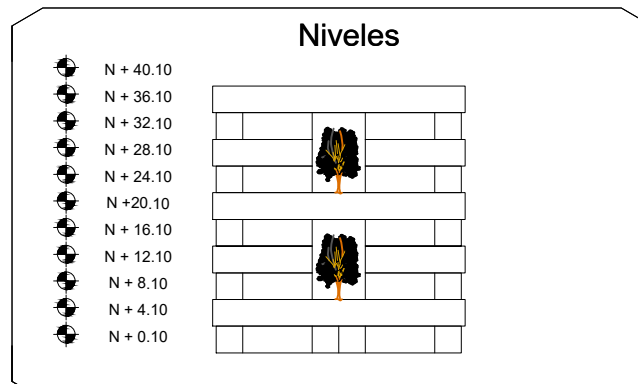 Niveles
N + 40.10
N + 36.10
N + 32.10
N + 28.10
N + 24.10
N +20.10
N + 16.10
N + 12.10
N + 8.10
N + 4.10
N + 0.10